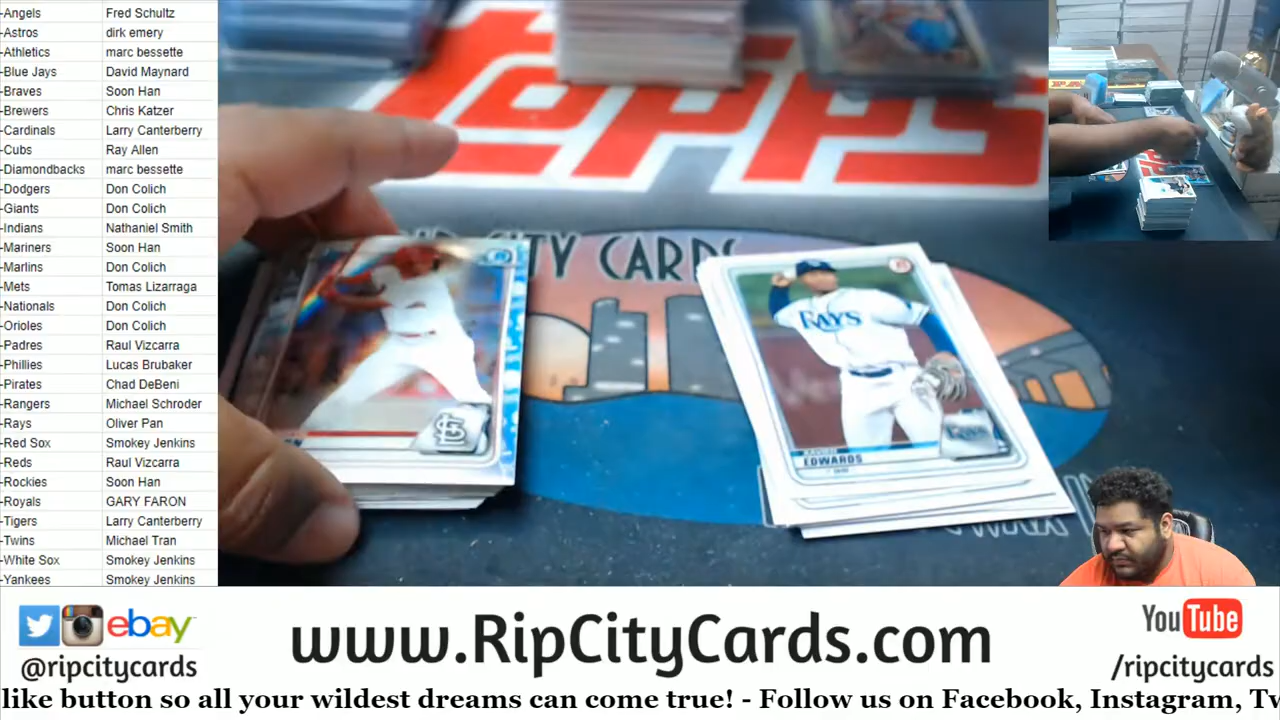 -Angels Fred Schultz
-Astros dirk emery
-Athletics marc bessette
-Blue Jays David Maynard
-Braves Soon Han
-Brewers Chris Katzer
-Cardinals Larry Canterberry
-Cubs Ray Allen
-Diamondbacks marc bessette
-Dodgers Don Colich
-Giants Don Colich
-Indians Nathaniel Smith
-Mariners Soon Han
-Marlins Don Colich
-Mets Tomas Lizarraga
-Nationals Don Colich
-Orioles Don Colich
-Padres Raul Vizcarra
-Phillies Lucas Brubaker
-Pirates Chad DeBeni
-Rangers Michael Schroder
-Rays Oliver Pan
-Red Sox Smokey Jenkins
-Reds Raul Vizcarra
-Rockies Soon Han
-Royals GARY FARON
-Tigers Larry Canterberry
-Twins Michael Tran
-White Sox Smokey Jenkins
-Yankees Smokey Jenkins
TOPPS
CITY CARDS
RAYS
EDWARDS
ebay
@ripcitycards
www.RipCityCards.com
YouTube
/ripcitycards
like button so all your wildest dreams can come true! - Follow us on Facebook, Instagram, Tw